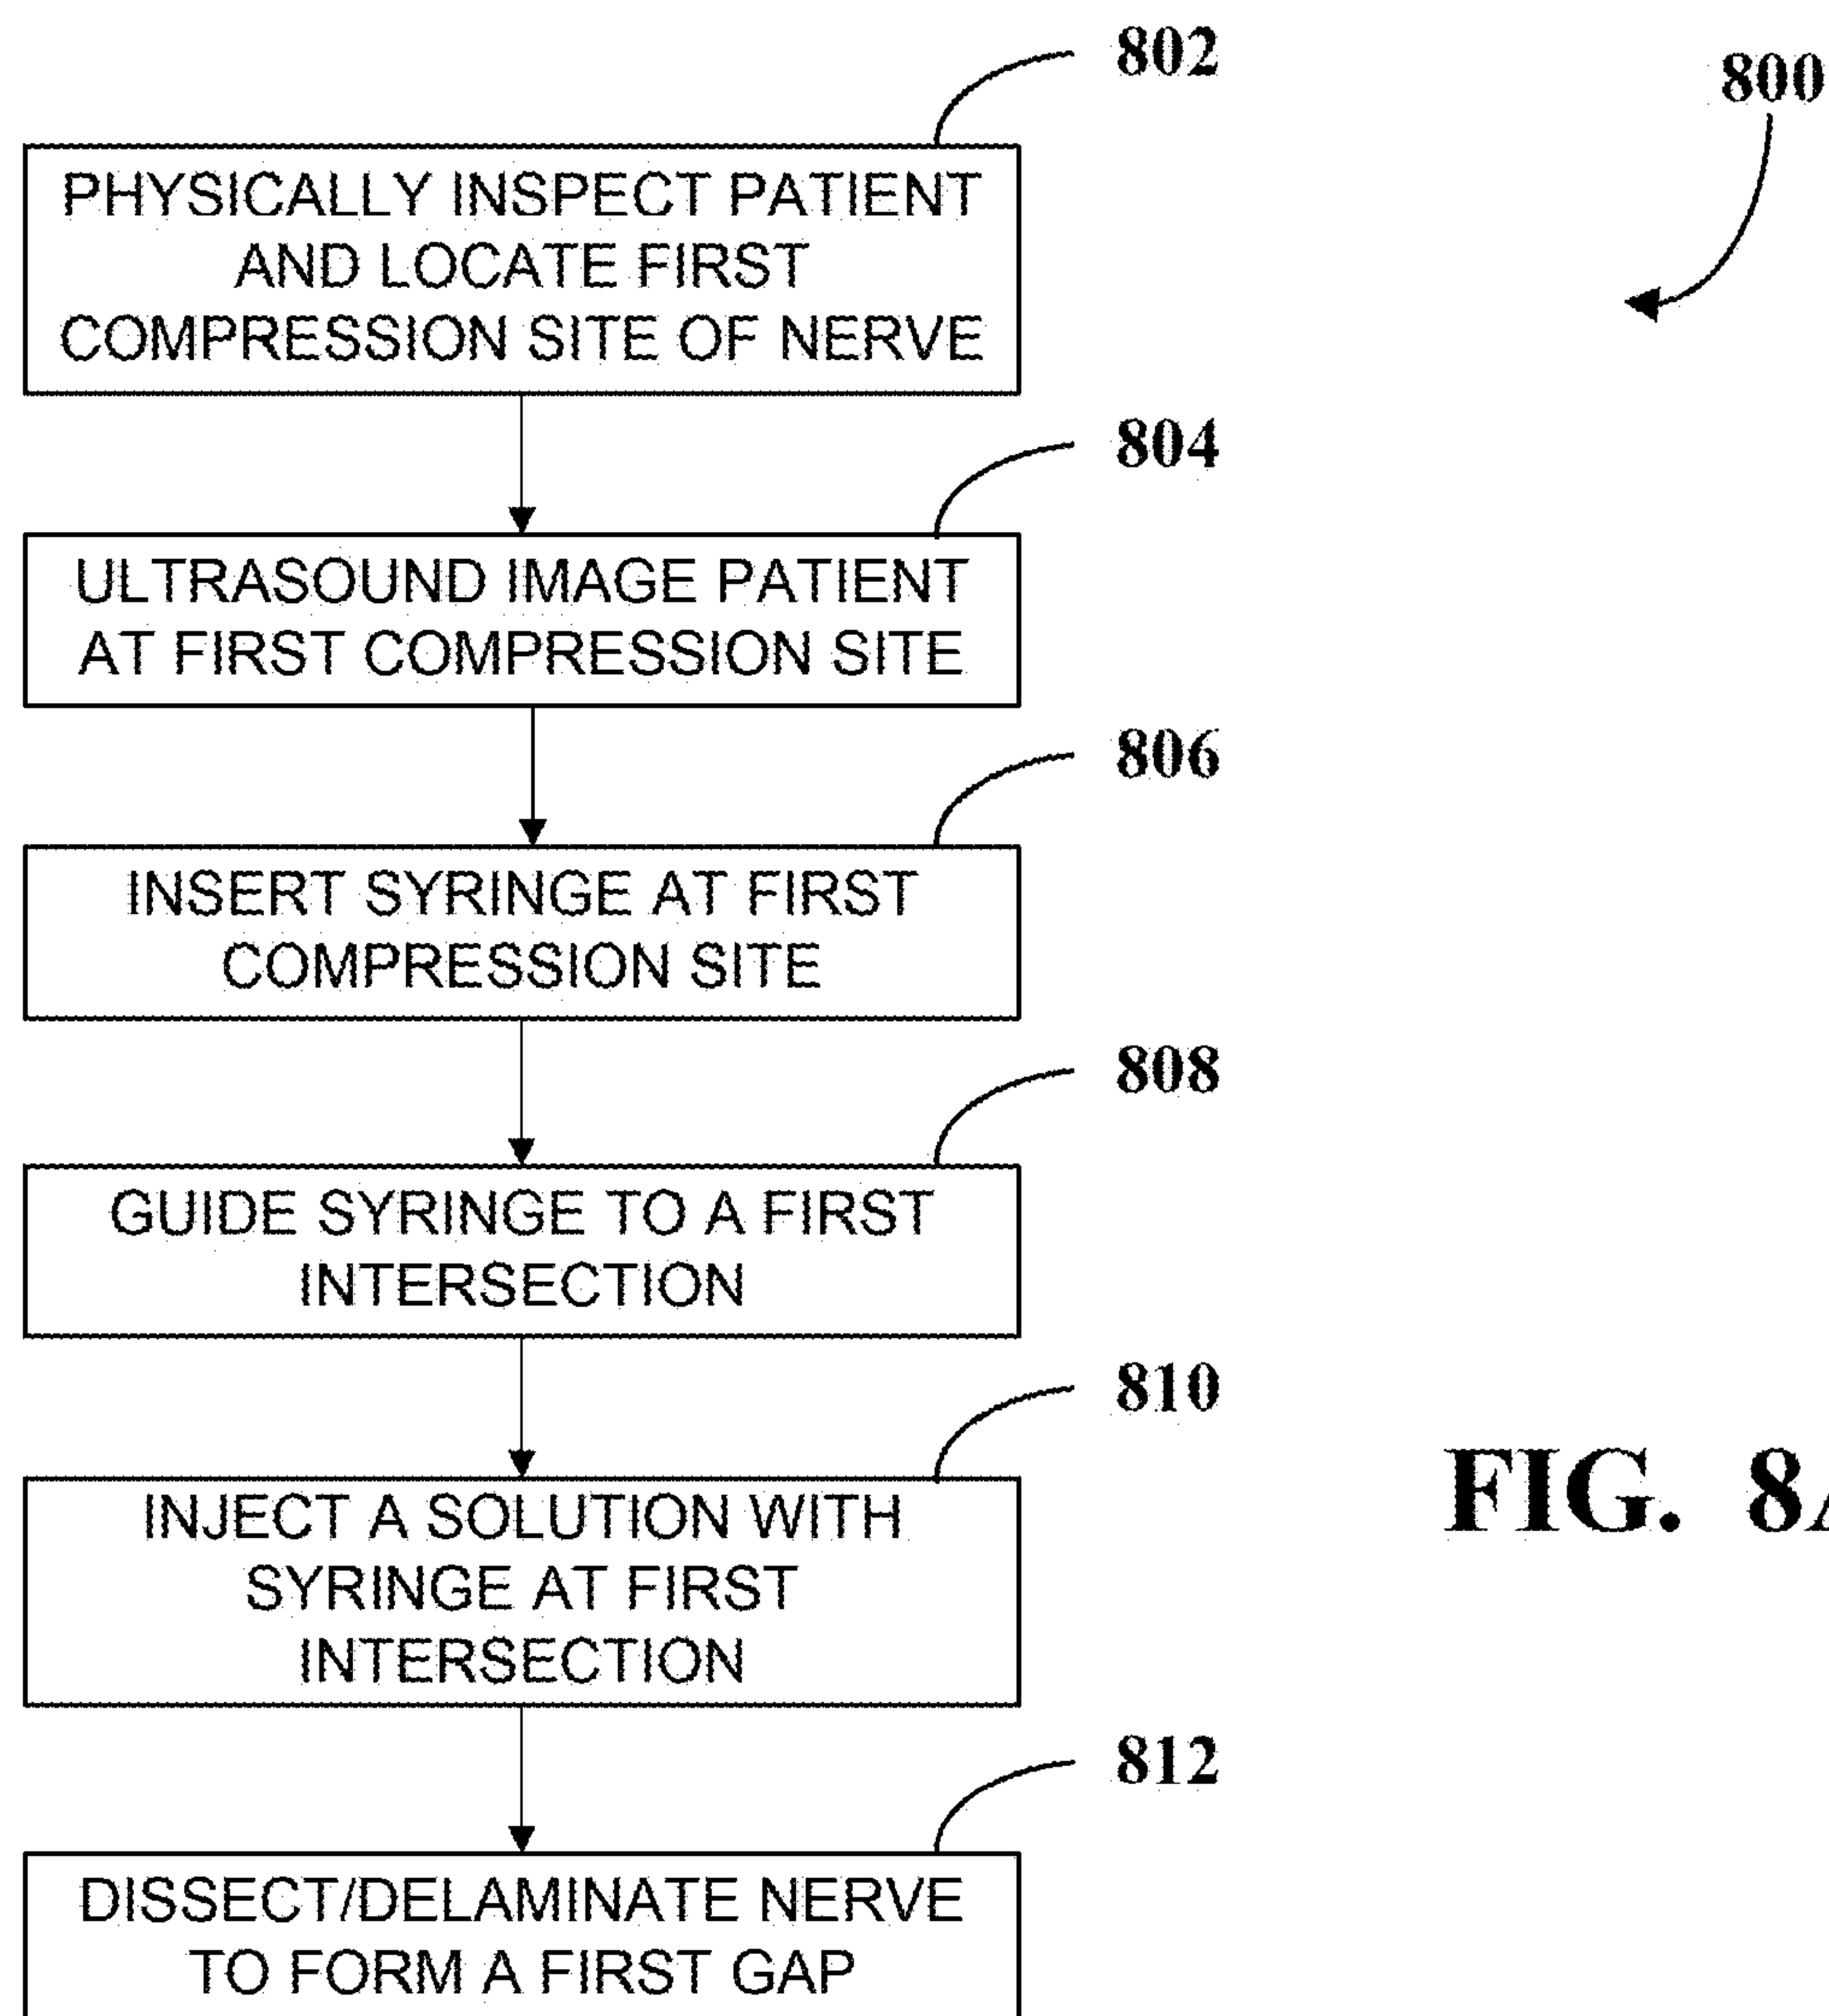 802
800
PHYSICALLY INSPECT PATIENT
AND LOCATE FIRST
COMPRESSION SITE OF NERVE
804
ULTRASOUND IMAGE PATIENT
AT FIRST COMPRESSION SITE
806
INSERT SYRINGE AT FIRST
COMPRESSION SITE
808
GUIDE SYRINGE TO A FIRST
INTERSECTION
810
INJECT A SOLUTION WITH
SYRINGE AT FIRST
INTERSECTION
FIG. 8A
812
DISSECT/DELAMINATE NERVE
TO FORM A FIRST GAP